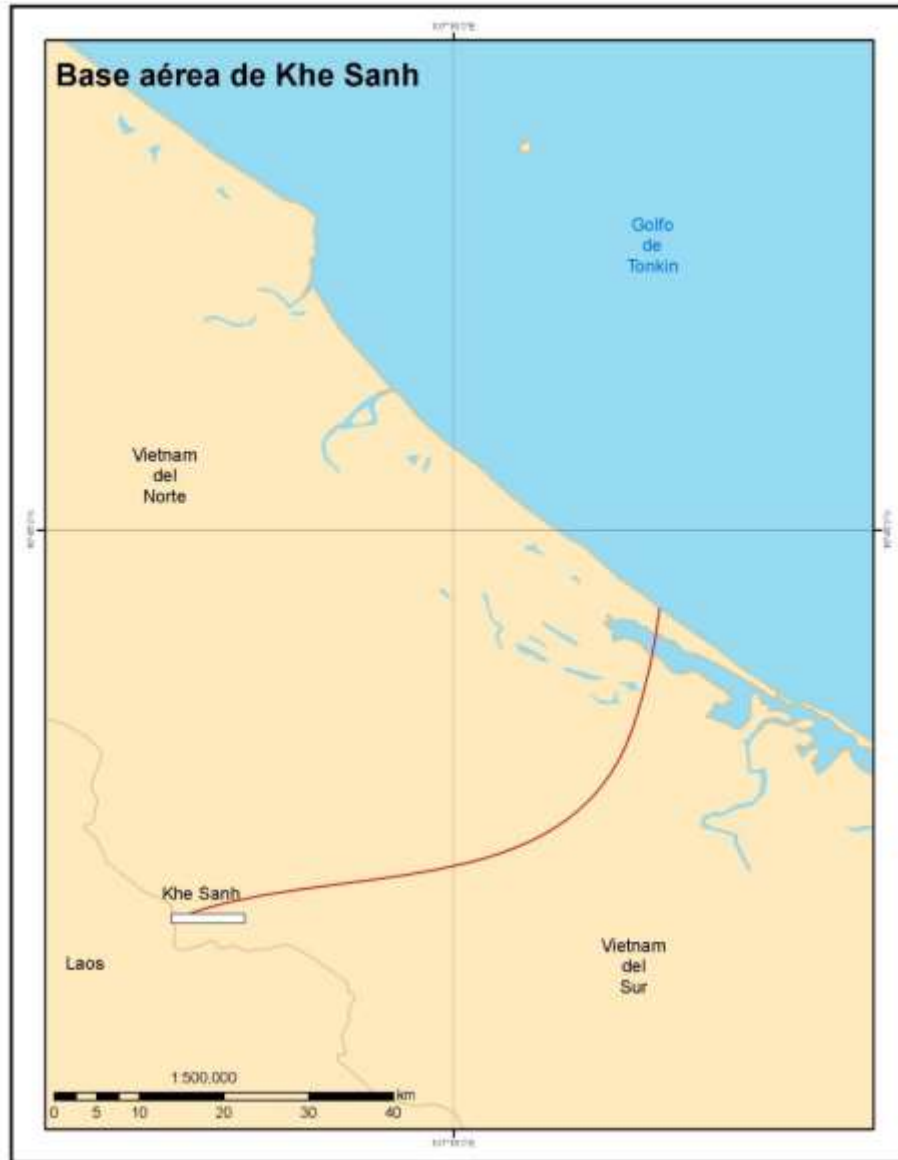 Base aérea de Khe Sanh
Golfo
de
Tonkin
Vietnam
del
Norte
Khe Sanh
Laos
Vietnam
del
Sur
1:500,000
km
0 5 10 20 30 40